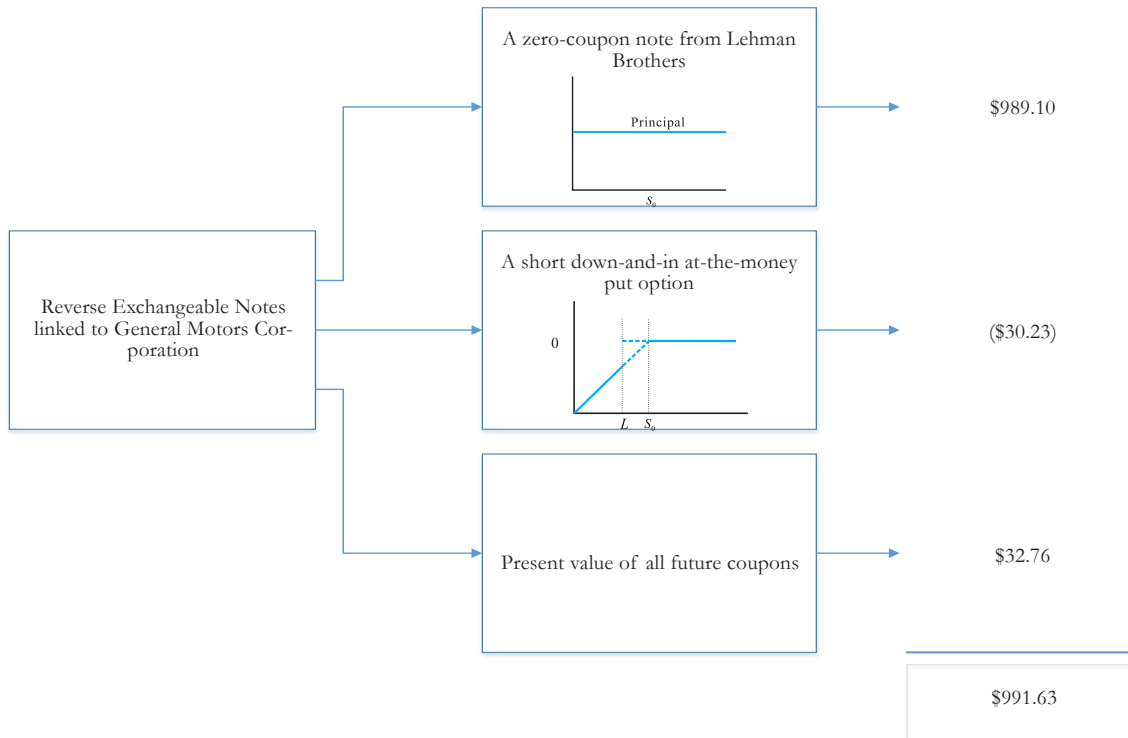 A zero-coupon note from Lehman
Brothers
Principal
S₀
$989.10
Reverse Exchangeable Notes
linked to General Motors Cor-
poration
A short down-and-in at-the-money
put option
0
L S₀
($30.23)
Present value of all future coupons
$32.76
$991.63